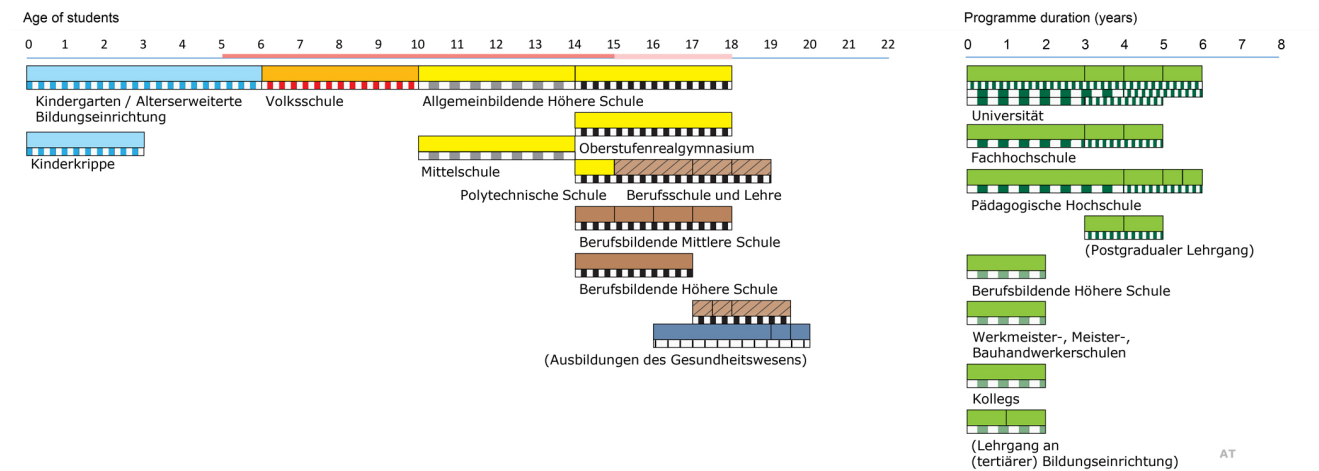 Age of students
Programme duration (years)
0 1 2 3 4 5 6 7 8 9 10 11 12 13 14 15 16 17 18 19 20 21 22
0 1 2 3 4 5 6 7 8
Kindergarten / Alterserweiterte
Bildungseinrichtung
Volksschule
Allgemeinbildende Höhere Schule
Kinderkrippe
Oberstufenrealgymnasium
Mittelschule
Polytechnische Schule
Berufsschule und Lehre
Berufsbildende Mittlere Schule
Berufsbildende Höhere Schule
(Ausbildungen des Gesundheitswesens)
Universität
Fachhochschule
Pädagogische Hochschule
(Postgradualer Lehrgang)
Berufsbildende Höhere Schule
Werkmeister-, Meister-,
Bauhandwerkerschulen
Kollegs
(Lehrgang an
(tertiärer) Bildungseinrichtung)
AT